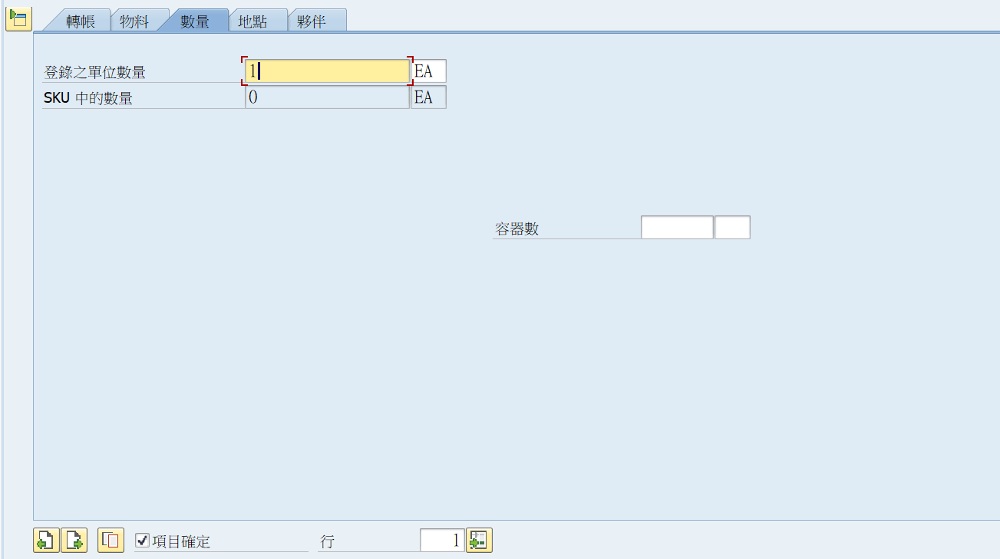 轉帳 物料 數量 地點 夥伴
登錄之單位數量 1 EA
SKU 中的數量 0 EA
容器數
項目確定 行 1